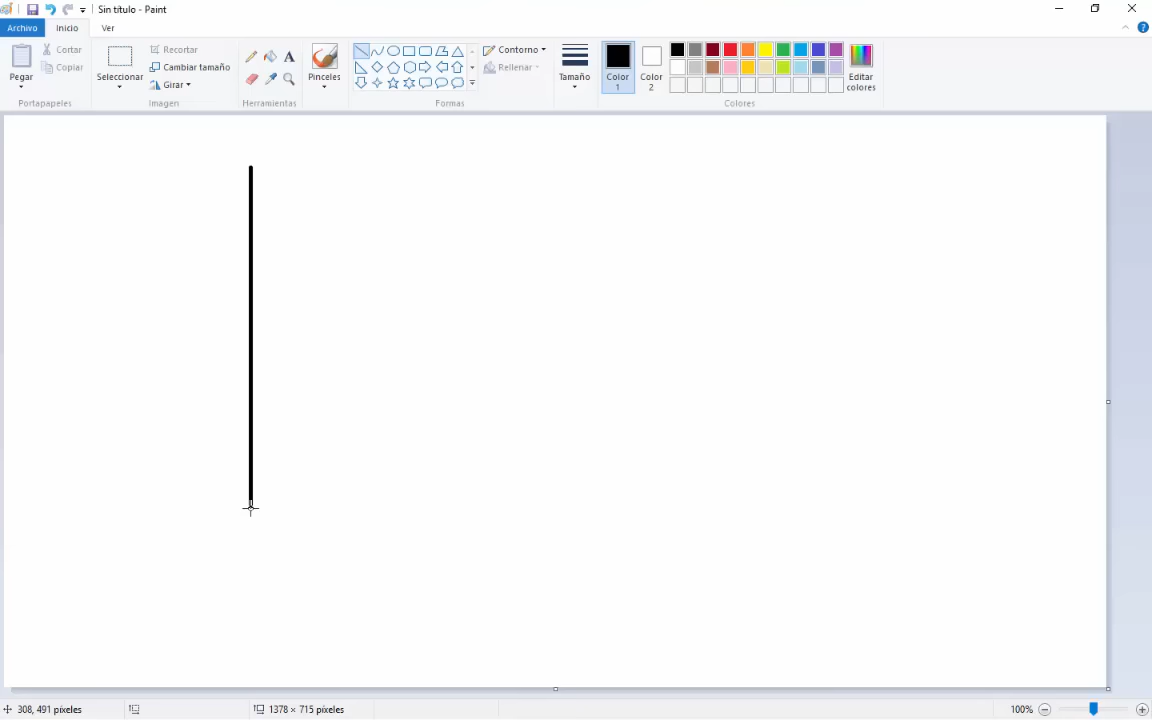 Sin título - Paint
Archivo Inicio Ver
Pegar
Cortar
Copiar
Portapapeles
Seleccionar
Recortar
Cambiar tamaño
Girar
Imagen
A
Herramientas
Pinceles
Contorno
Rellenar
Formas
Tamaño
Color
1
Color
2
Editar
colores
Colores
308, 491 píxeles
1378 × 715 píxeles
100%